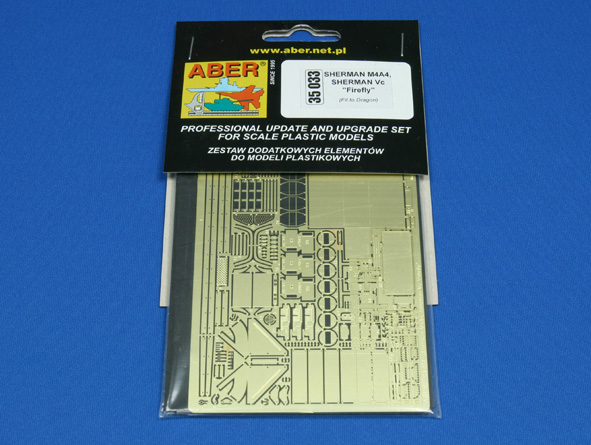 www.aber.net.pl
ABER®
SINCE 1995
35 033
SHERMAN M4A4,
SHERMAN Vc
"Firefly"
(Fit to Dragon)
PROFESSIONAL UPDATE AND UPGRADE SET
FOR SCALE PLASTIC MODELS
ZESTAW DODATKOWYCH ELEMENTÓW
DO MODELI PLASTIKOWYCH